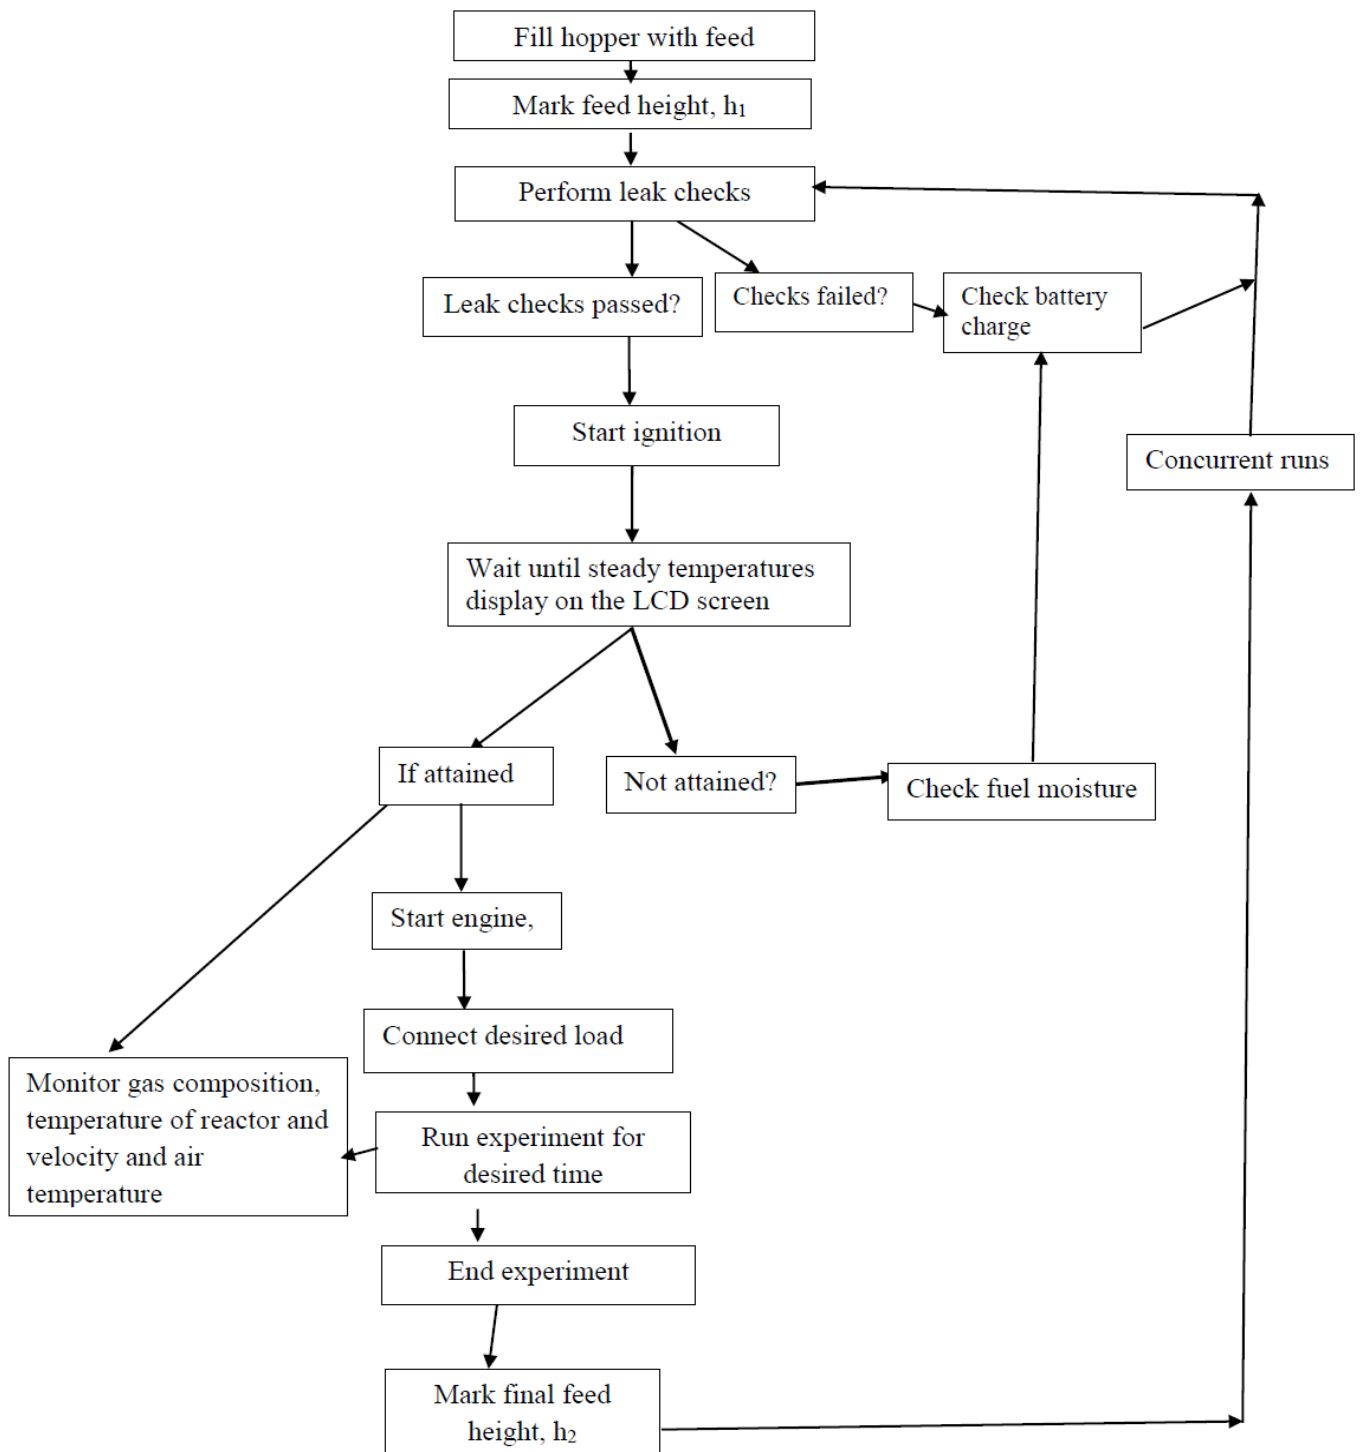 Fill hopper with feed
Mark feed height, h₁
Perform leak checks
Leak checks passed?
Checks failed?
Check battery
charge
Start ignition
Concurrent runs
Wait until steady temperatures
display on the LCD screen
If attained
Not attained?
Check fuel moisture
Start engine,
Connect desired load
Monitor gas composition,
temperature of reactor and
velocity and air
temperature
Run experiment for
desired time
End experiment
Mark final feed
height, h₂